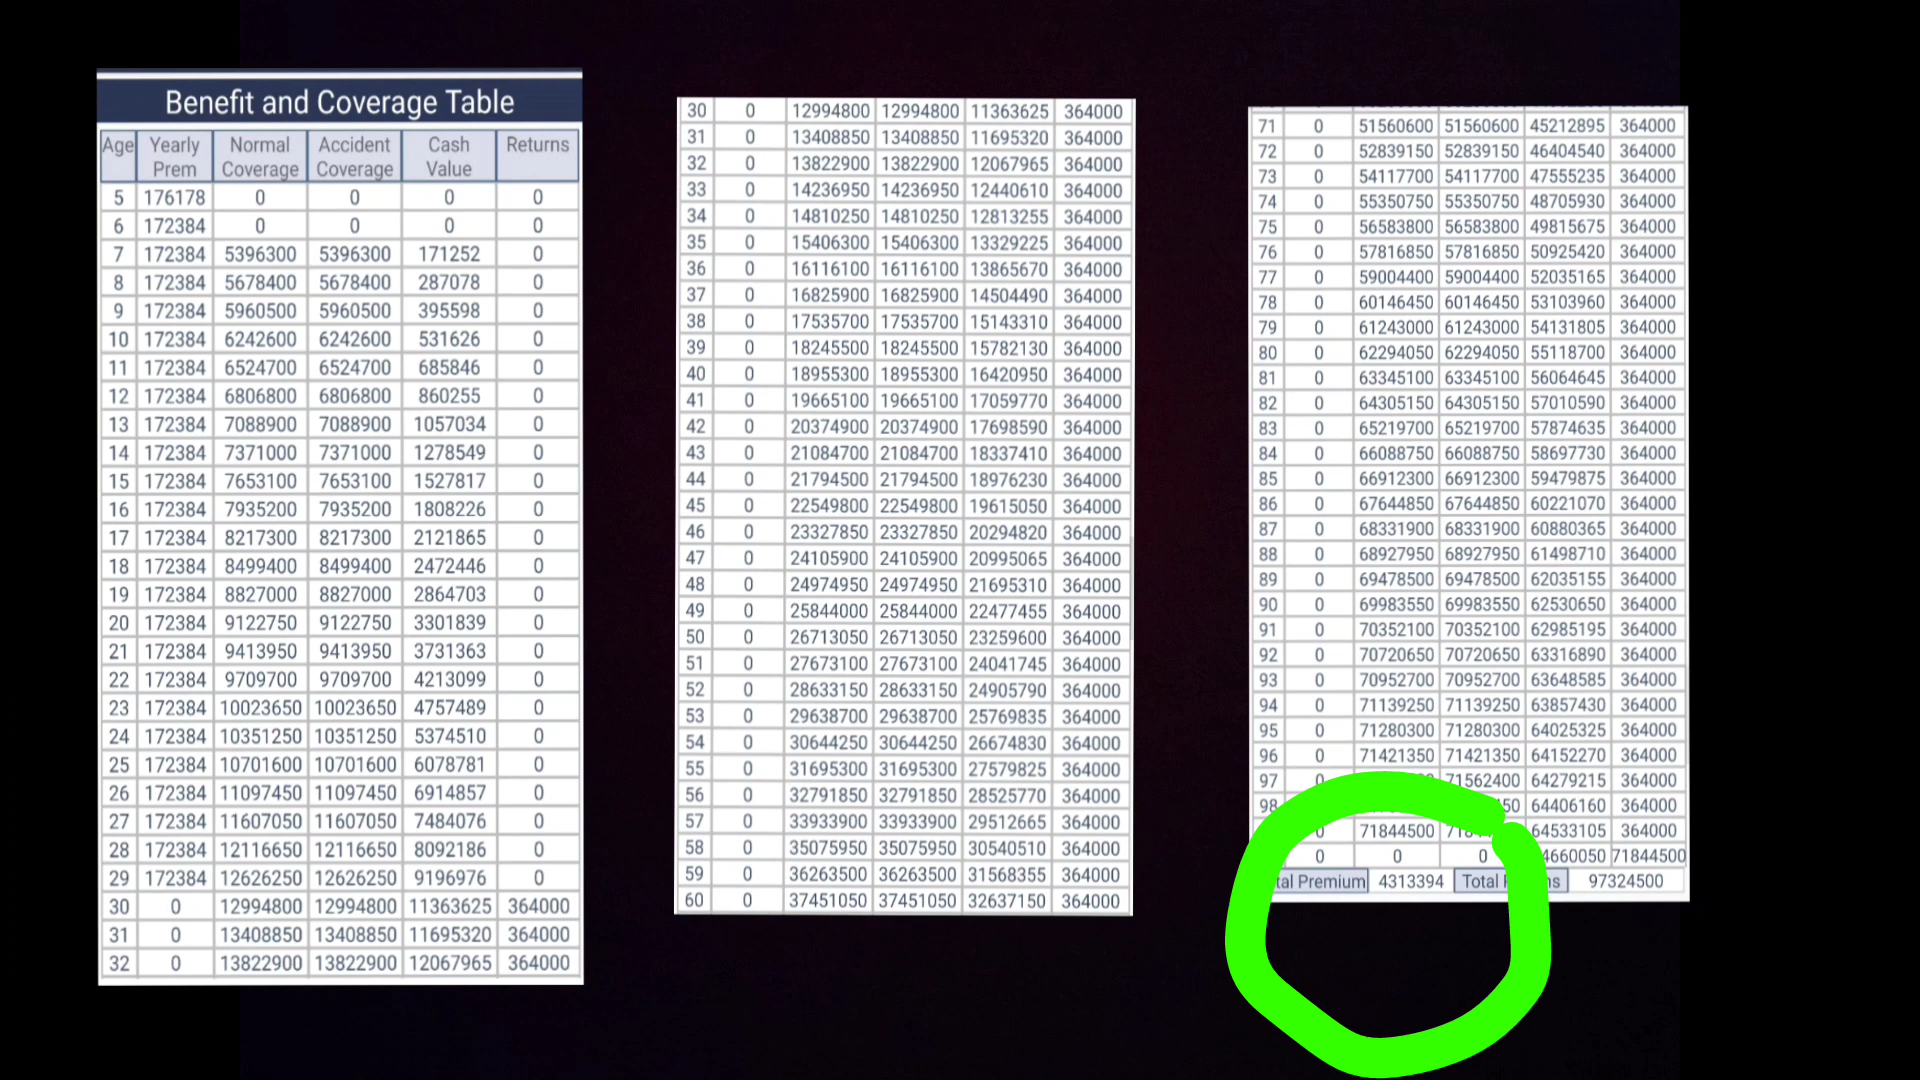 Benefit and Coverage Table
Age Yearly Prem Normal Coverage Accident Coverage Cash Value Returns
5 176178 0 0 0 0
6 172384 0 0 0 0
7 172384 5396300 5396300 171252 0
8 172384 5678400 5678400 287078 0
9 172384 5960500 5960500 395598 0
10 172384 6242600 6242600 531626 0
11 172384 6524700 6524700 685846 0
12 172384 6806800 6806800 860255 0
13 172384 7088900 7088900 1057034 0
14 172384 7371000 7371000 1278549 0
15 172384 7653100 7653100 1527817 0
16 172384 7935200 7935200 1808226 0
17 172384 8217300 8217300 2121865 0
18 172384 8499400 8499400 2472446 0
19 172384 8827000 8827000 2864703 0
20 172384 9122750 9122750 3301839 0
21 172384 9413950 9413950 3731363 0
22 172384 9709700 9709700 4213099 0
23 172384 10023650 10023650 4757489 0
24 172384 10351250 10351250 5374510 0
25 172384 10701600 10701600 6078781 0
26 172384 11097450 11097450 6914857 0
27 172384 11607050 11607050 7484076 0
28 172384 12116650 12116650 8092186 0
29 172384 12626250 12626250 9196976 0
30 0 12994800 12994800 11363625 364000
31 0 13408850 13408850 11695320 364000
32 0 13822900 13822900 12067965 364000
30 0 12994800 12994800 11363625 364000
31 0 13408850 13408850 11695320 364000
32 0 13822900 13822900 12067965 364000
33 0 14236950 14236950 12440610 364000
34 0 14810250 14810250 12813255 364000
35 0 15406300 15406300 13329225 364000
36 0 16116100 16116100 13865670 364000
37 0 16825900 16825900 14504490 364000
38 0 17535700 17535700 15143310 364000
39 0 18245500 18245500 15782130 364000
40 0 18955300 18955300 16420950 364000
41 0 19665100 19665100 17059770 364000
42 0 20374900 20374900 17698590 364000
43 0 21084700 21084700 18337410 364000
44 0 21794500 21794500 18976230 364000
45 0 22549800 22549800 19615050 364000
46 0 23327850 23327850 20294820 364000
47 0 24105900 24105900 20995065 364000
48 0 24974950 24974950 21695310 364000
49 0 25844000 25844000 22477455 364000
50 0 26713050 26713050 23259600 364000
51 0 27673100 27673100 24041745 364000
52 0 28633150 28633150 24905790 364000
53 0 29638700 29638700 25769835 364000
54 0 30644250 30644250 26674830 364000
55 0 31695300 31695300 27579825 364000
56 0 32791850 32791850 28525770 364000
57 0 33933900 33933900 29512665 364000
58 0 35075950 35075950 30540510 364000
59 0 36263500 36263500 31568355 364000
60 0 37451050 37451050 32637150 364000
71 0 51560600 51560600 45212895 364000
72 0 52839150 52839150 46404540 364000
73 0 54117700 54117700 47555235 364000
74 0 55350750 55350750 48705930 364000
75 0 56583800 56583800 49815675 364000
76 0 57816850 57816850 50925420 364000
77 0 59004400 59004400 52035165 364000
78 0 60146450 60146450 53103960 364000
79 0 61243000 61243000 54131805 364000
80 0 62294050 62294050 55118700 364000
81 0 63345100 63345100 56064645 364000
82 0 64305150 64305150 57010590 364000
83 0 65219700 65219700 57874635 364000
84 0 66088750 66088750 58697730 364000
85 0 66912300 66912300 59479875 364000
86 0 67644850 67644850 60221070 364000
87 0 68331900 68331900 60880365 364000
88 0 68927950 68927950 61498710 364000
89 0 69478500 69478500 62035155 364000
90 0 69983550 69983550 62530650 364000
91 0 70352100 70352100 62985195 364000
92 0 70720650 70720650 63316890 364000
93 0 70952700 70952700 63648585 364000
94 0 71139250 71139250 63857430 364000
95 0 71280300 71280300 64025325 364000
96 0 71421350 71421350 64152270 364000
97 0 71562400 64279215 364000
98 64406160 364000
0 71844500 64533105 364000
0 0 0 71844500
Premium 4313394 Total 97324500